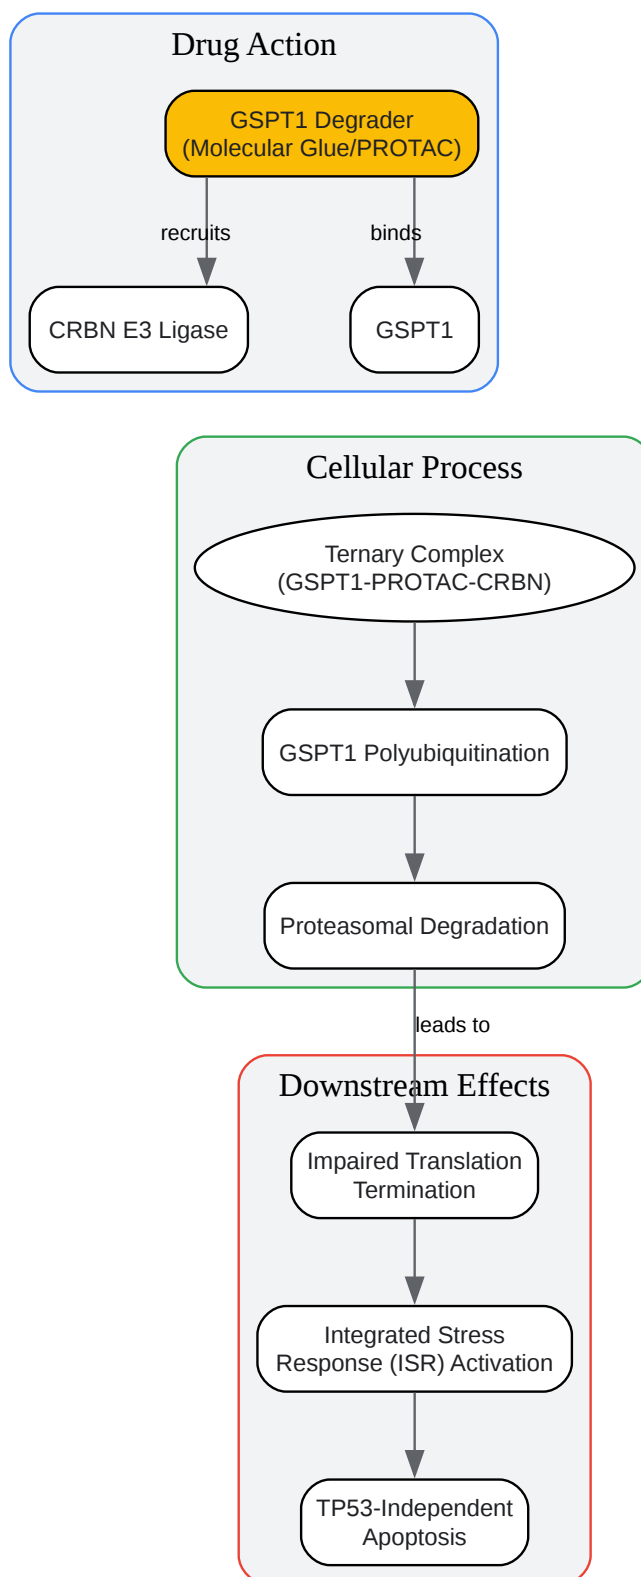 Drug Action
GSPT1 Degrader
(Molecular Glue/PROTAC)
recruits
binds
CRBN E3 Ligase
GSPT1
Cellular Process
Ternary Complex
(GSPT1-PROTAC-CRBN)
GSPT1 Polyubiquitination
Proteasomal Degradation
leads to
Downstream Effects
Impaired Translation
Termination
Integrated Stress
Response (ISR) Activation
TP53-Independent
Apoptosis